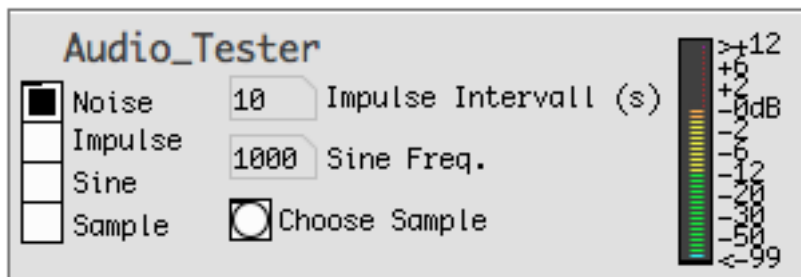 Audio_Tester
Noise
Impulse
Sine
Sample
10 Impulse Intervall (s)
1000 Sine Freq.
Choose Sample
>+12
+6
+2
-0dB
-2
-6
-12
-20
-30
-50
<-99